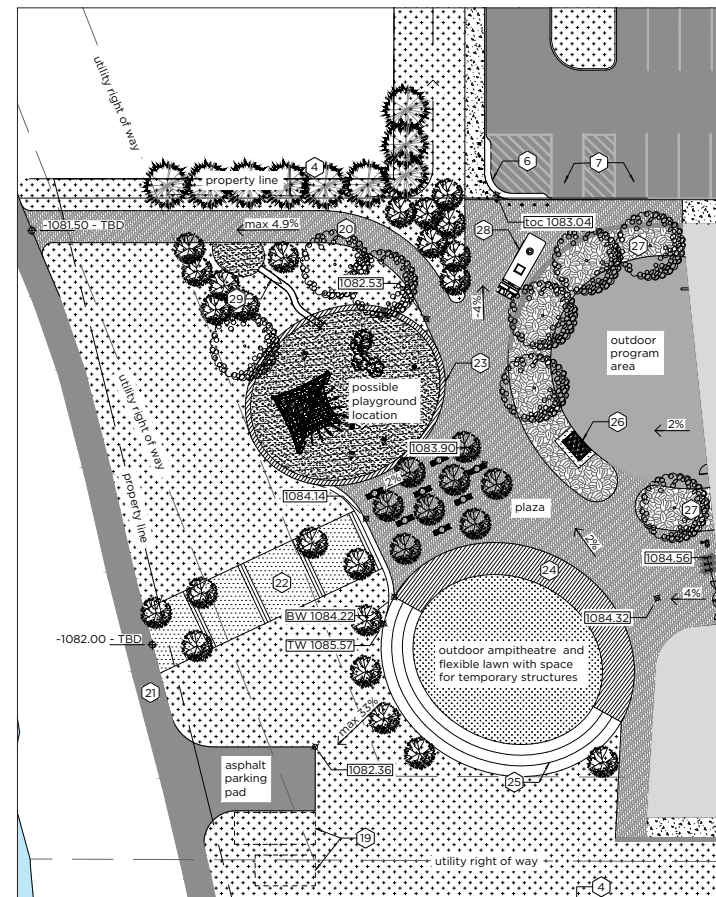 utility right of way
4
property line
6
7
-1081.50 - TBD
max 4.9%
20
toc 1083.04
28
27
1082.53
29
-4%
outdoor
program
area
utility right of way
23
possible
playground
location
26
2%
1083.90
2%
1084.14
plaza
27
property line
2%
24
1084.56
22
4%
BW 1084.22
1084.32
TW 1085.57
outdoor ampitheatre and
flexible lawn with space
for temporary structures
-1082.00 - TBD
21
max 33%
1082.36
asphalt
parking
pad
25
19
utility right of way
4